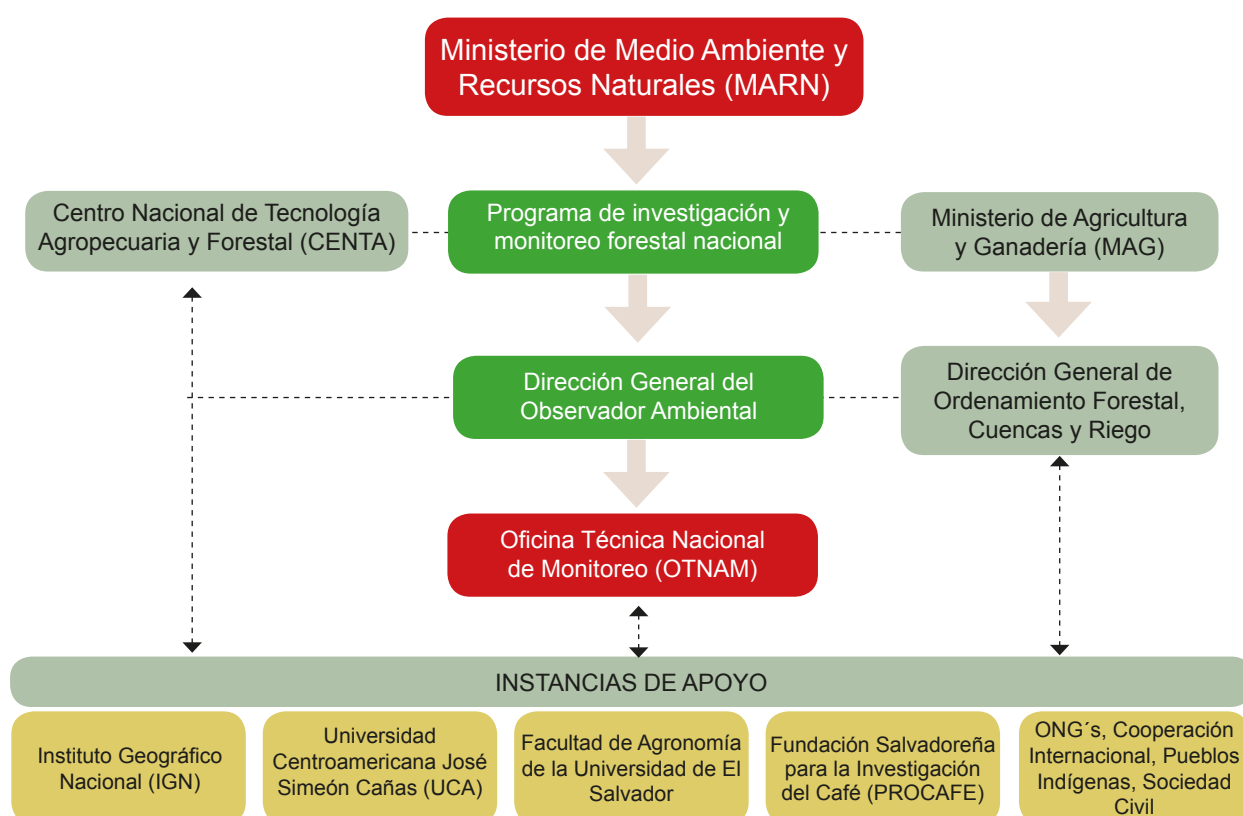 Ministerio de Medio Ambiente y
Recursos Naturales (MARN)
Centro Nacional de Tecnología
Agropecuaria y Forestal (CENTA)
Programa de investigación y
monitoreo forestal nacional
Ministerio de Agricultura
y Ganadería (MAG)
Dirección General del
Observador Ambiental
Dirección General de
Ordenamiento Forestal,
Cuencas y Riego
Oficina Técnica Nacional
de Monitoreo (OTNAM)
INSTANCIAS DE APOYO
Instituto Geográfico
Nacional (IGN)
Universidad
Centroamericana José
Simeón Cañas (UCA)
Facultad de Agronomía
de la Universidad de El
Salvador
Fundación Salvadoreña
para la Investigación
del Café (PROCAFE)
ONG´s, Cooperación
Internacional, Pueblos
Indígenas, Sociedad
Civil